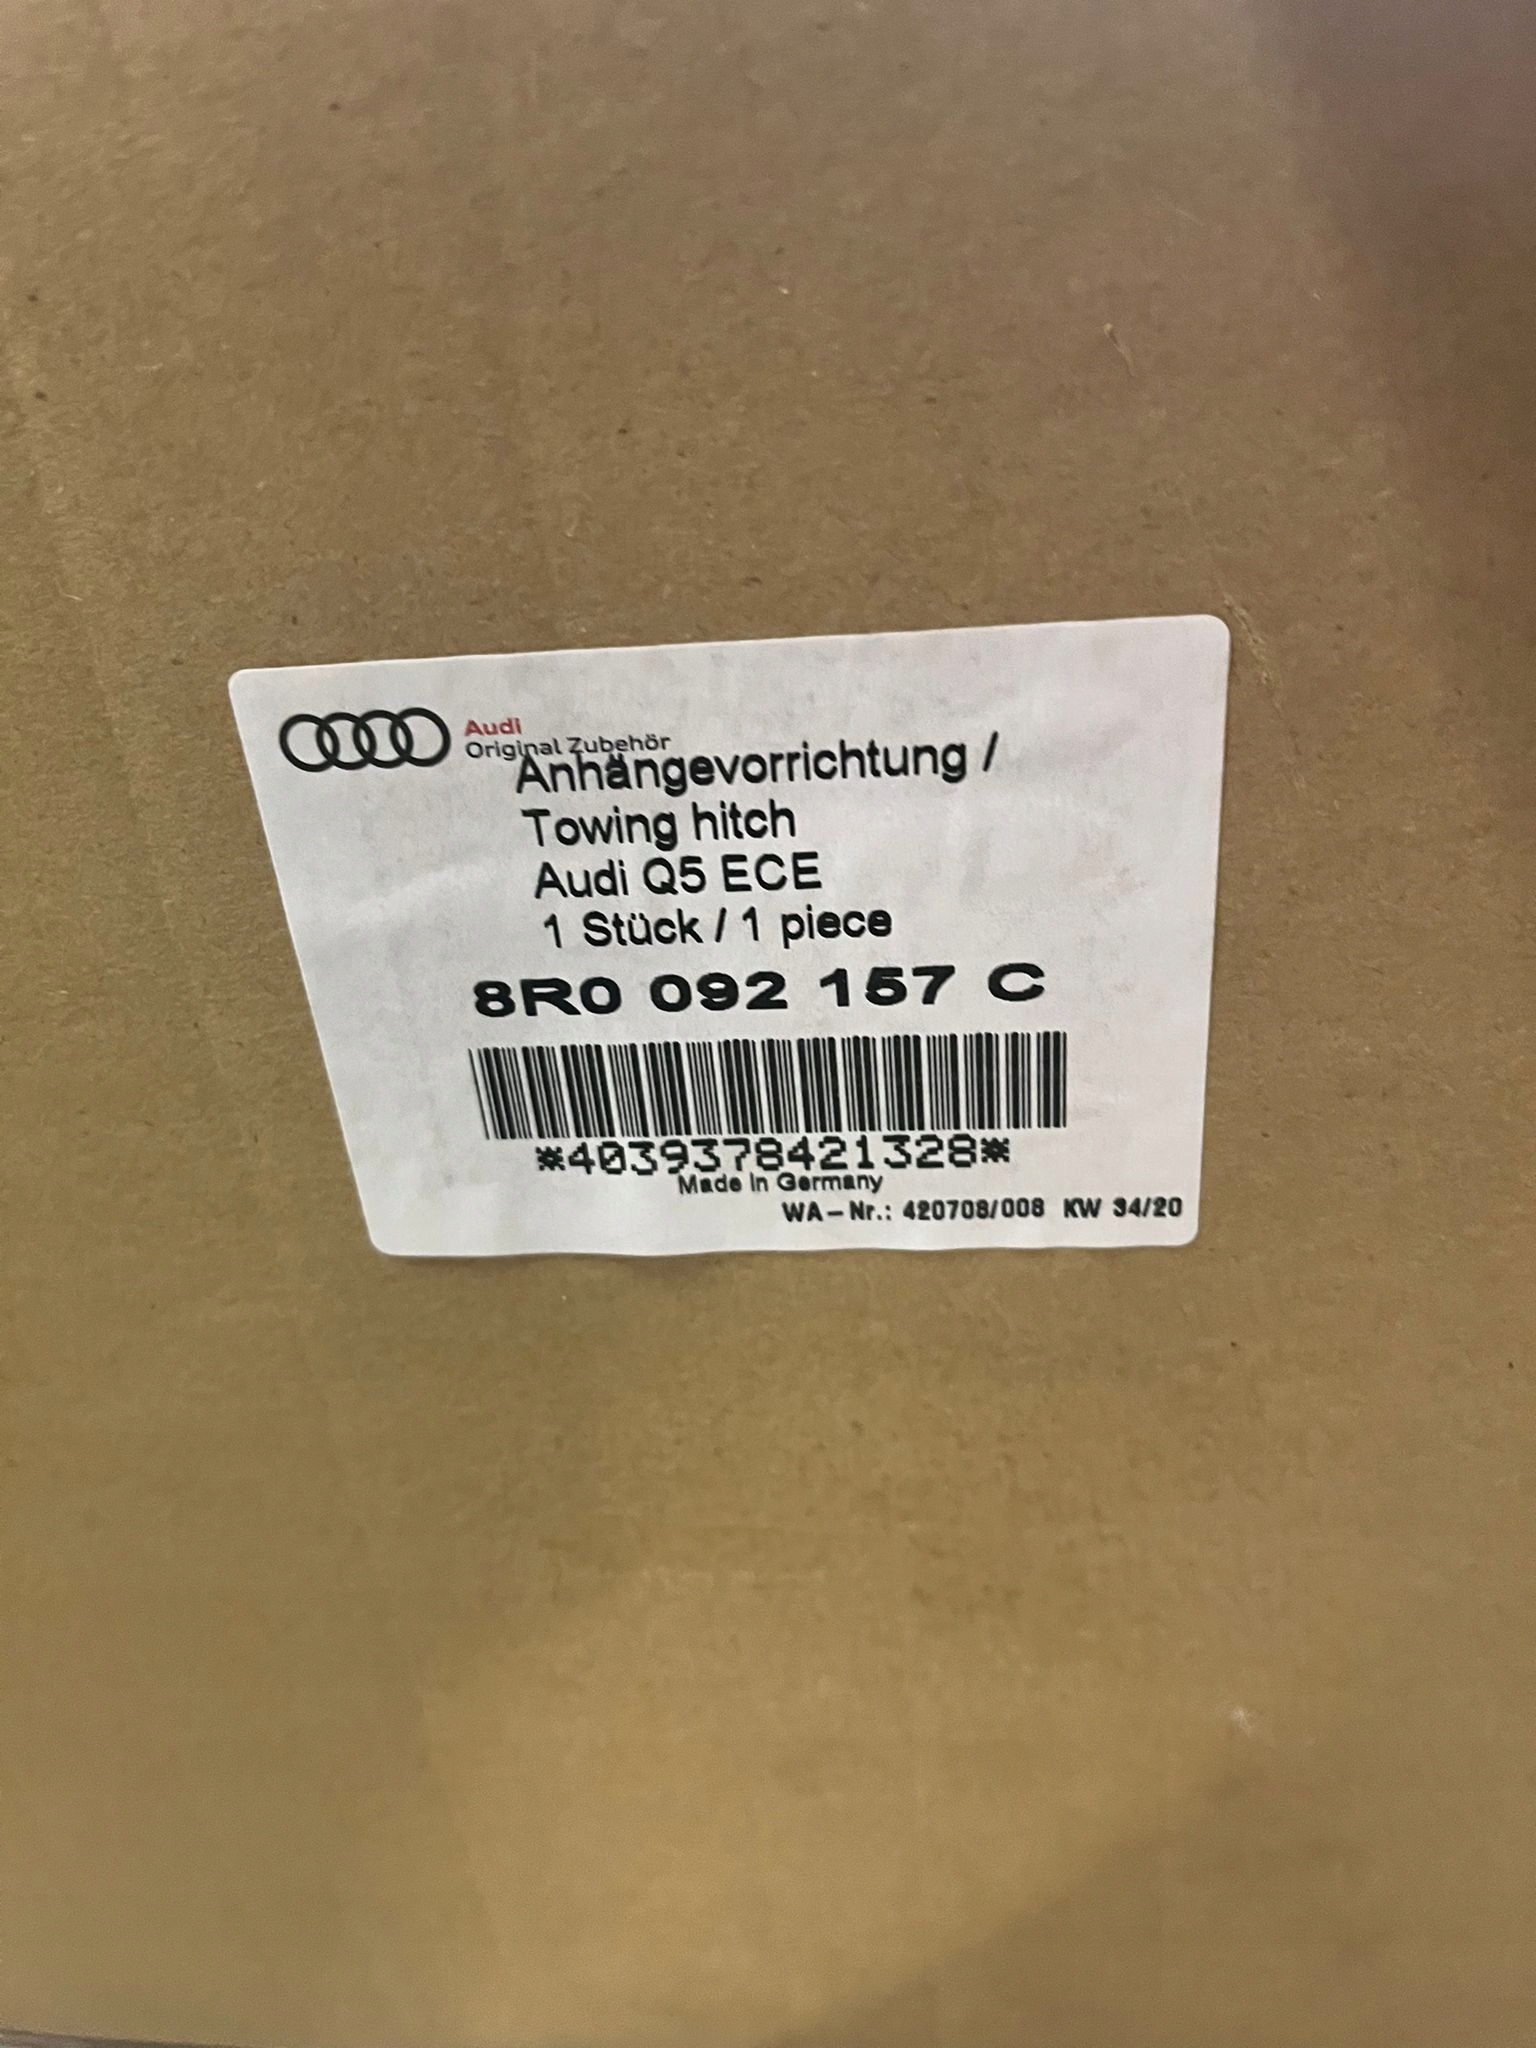 Audi
Original Zubehör
Anhängevorrichtung /
Towing hitch
Audi Q5 ECE
1 Stück / 1 piece
8R0 092 157 C
*4039378421328*
Made in Germany
WA-Nr.: 420708/008 KW 34/20